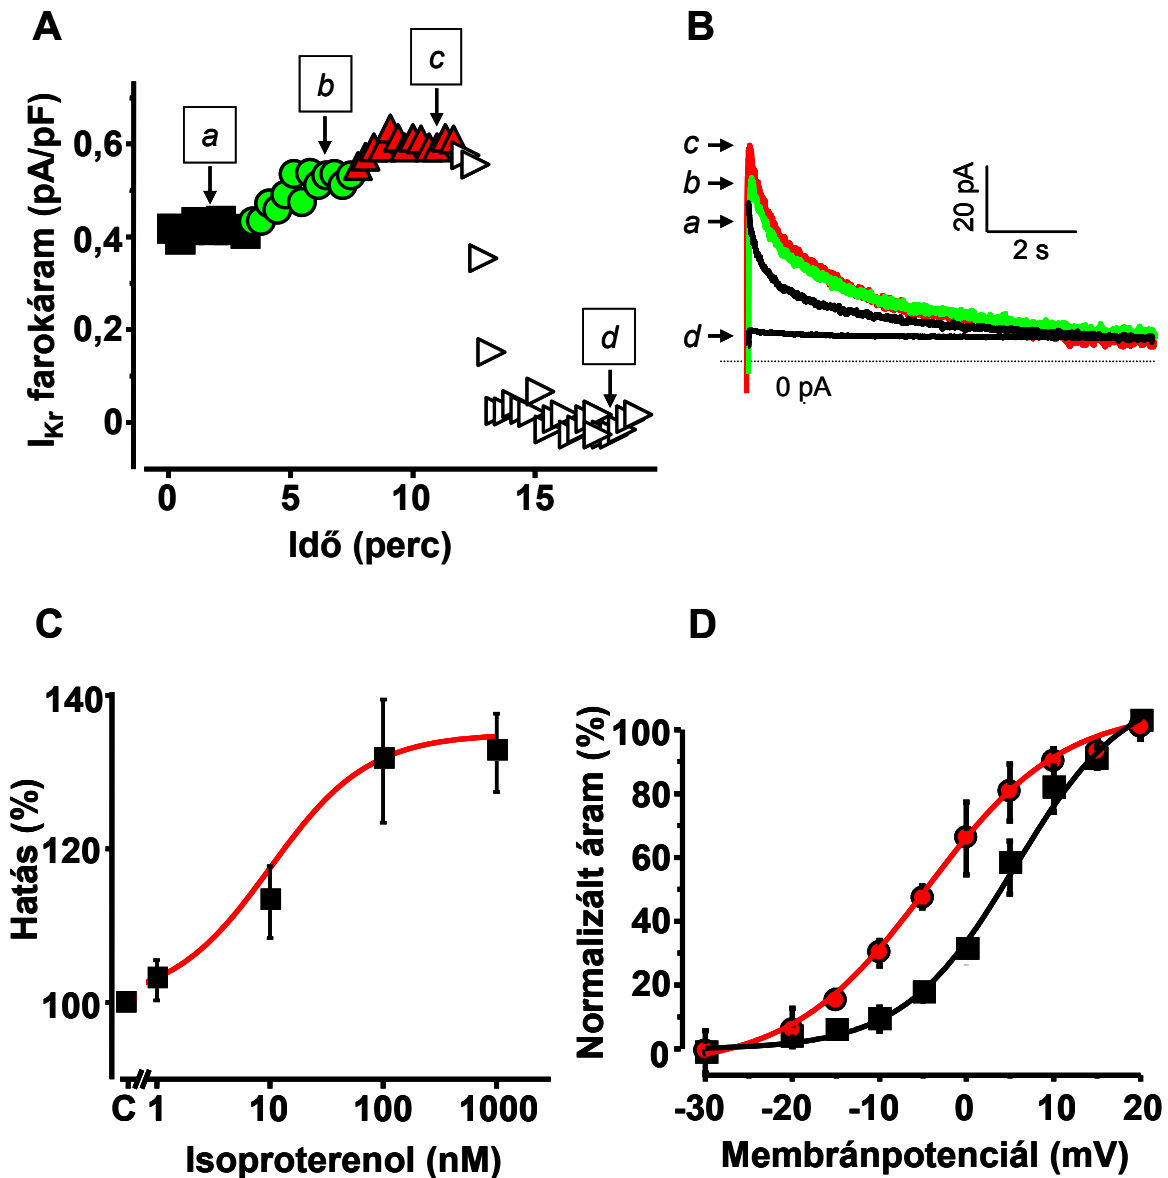 A
a
b
c
d
0,6
0,4
0,2
0
I_Kr farokáram (pA/pF)
0 5 10 15
Idő (perc)
B
c
b
a
d
20 pA
2 s
0 pA
C
140
120
100
Hatás (%)
C 1 10 100 1000
Isoproterenol (nM)
D
100
80
60
40
20
0
Normalizált áram (%)
-30 -20 -10 0 10 20
Membránpotenciál (mV)